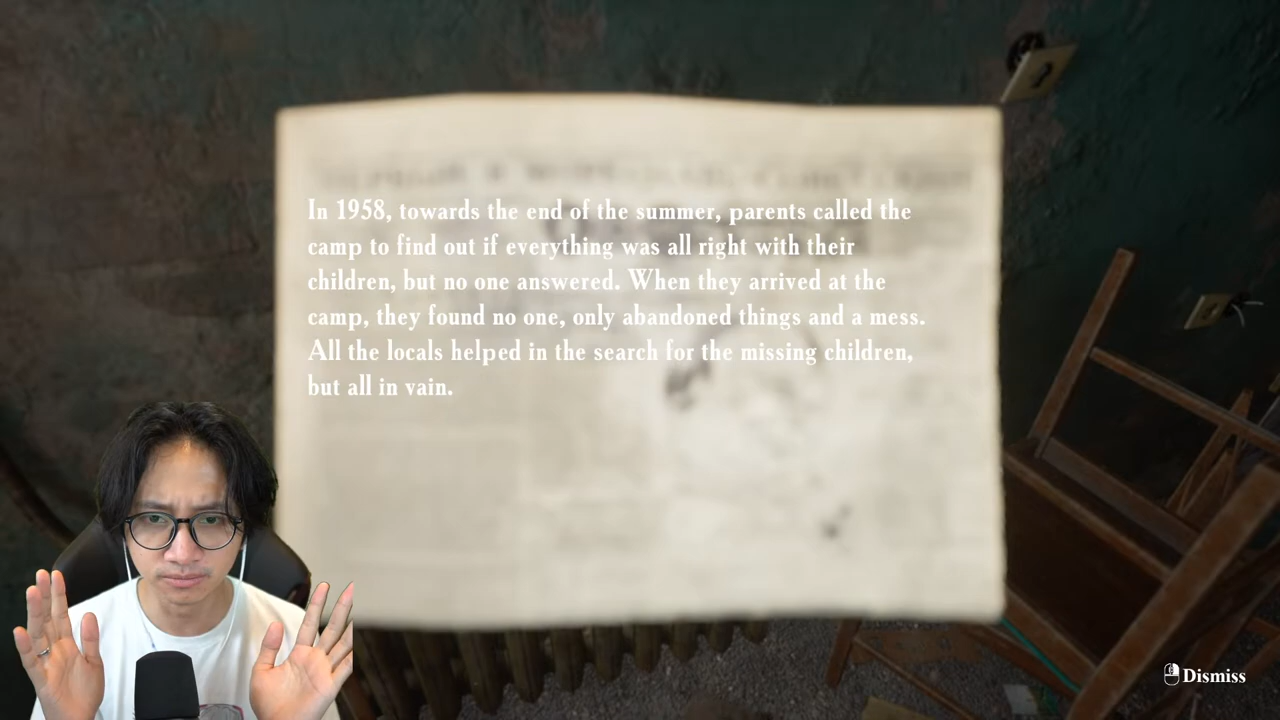 In 1958, towards the end of the summer, parents called the
camp to find out if everything was all right with their
children, but no one answered. When they arrived at the
camp, they found no one, only abandoned things and a mess.
All the locals helped in the search for the missing children,
but all in vain.
Dismiss